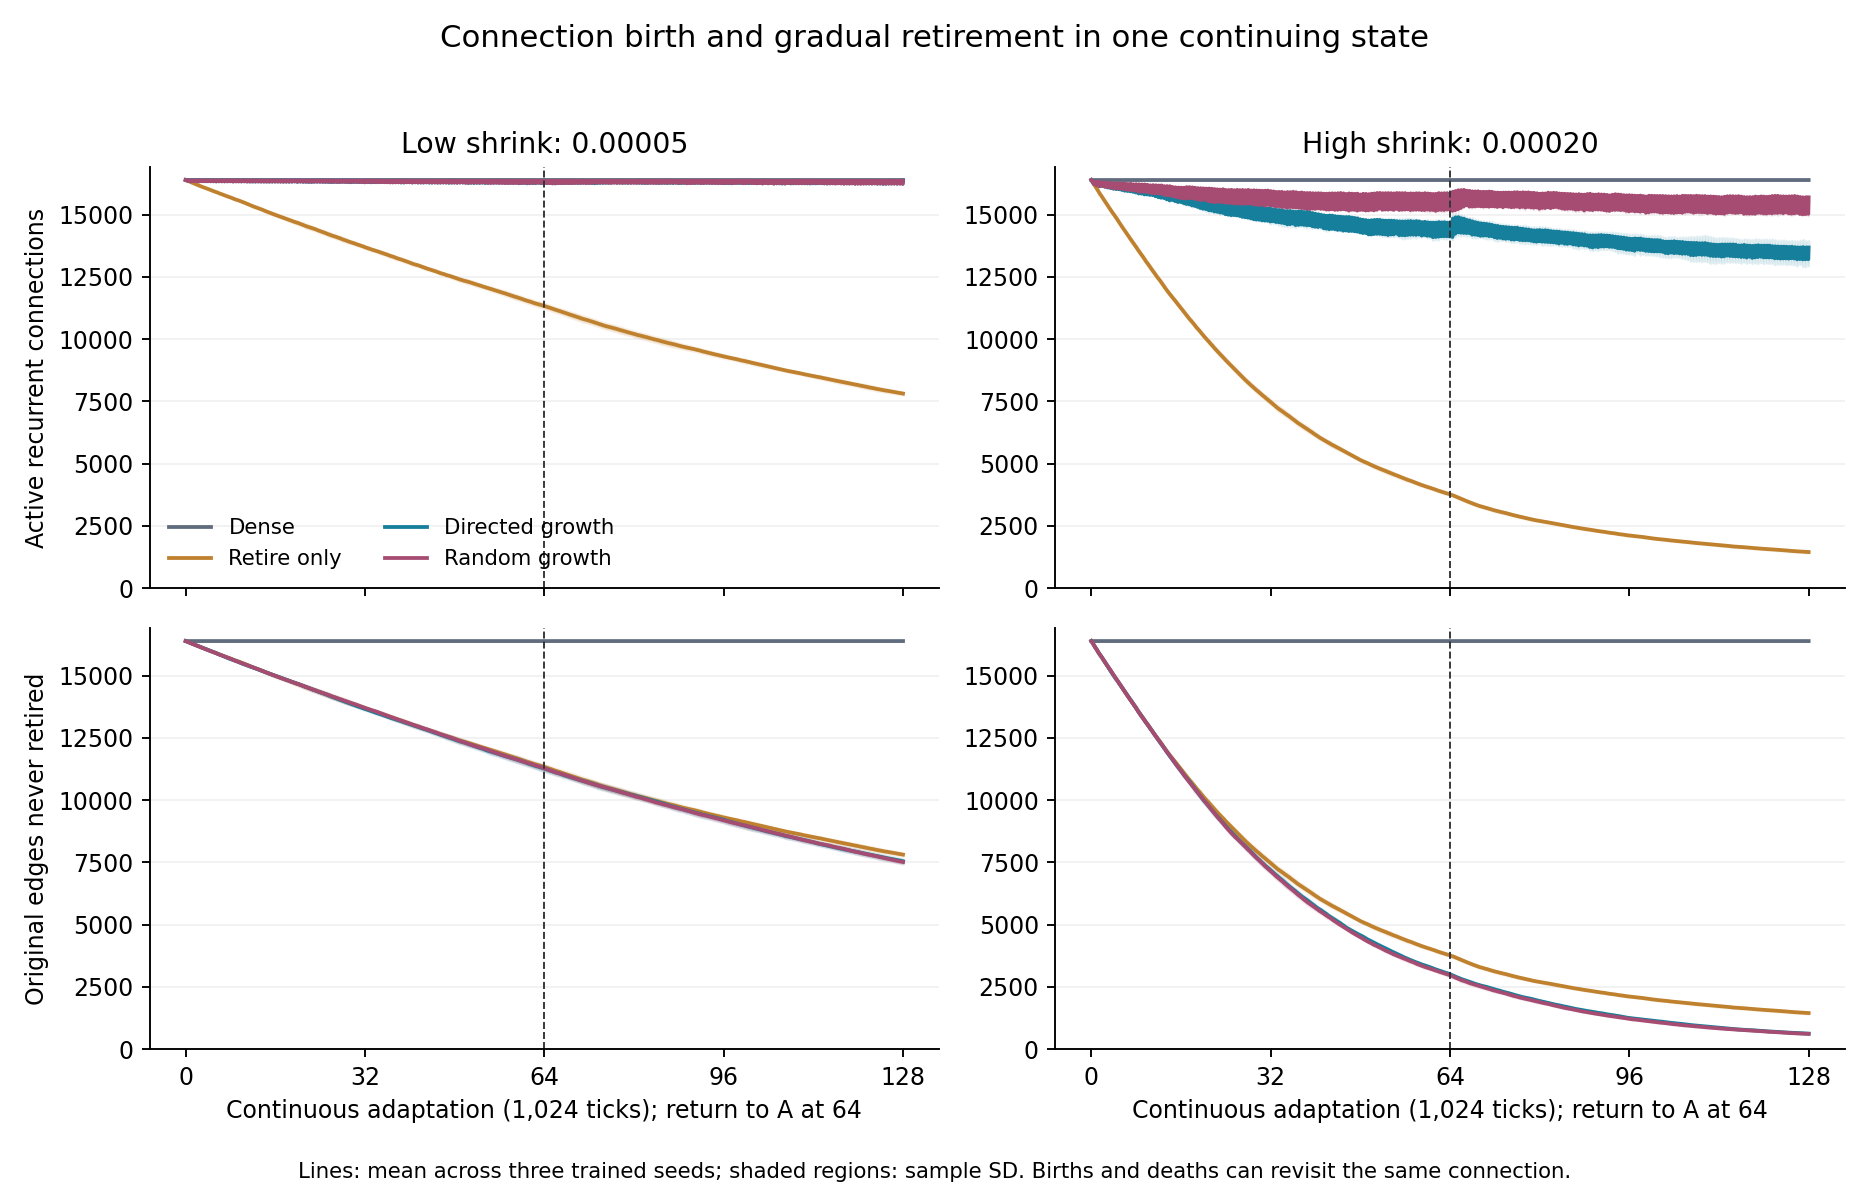 Connection birth and gradual retirement in one continuing state
Low shrink: 0.00005
High shrink: 0.00020
Active recurrent connections
15000
12500
10000
7500
5000
2500
0
Dense
Directed growth
Retire only
Random growth
15000
12500
10000
7500
5000
2500
0
Original edges never retired
15000
12500
10000
7500
5000
2500
0
0 32 64 96 128
Continuous adaptation (1,024 ticks); return to A at 64
15000
12500
10000
7500
5000
2500
0
0 32 64 96 128
Continuous adaptation (1,024 ticks); return to A at 64
Lines: mean across three trained seeds; shaded regions: sample SD. Births and deaths can revisit the same connection.